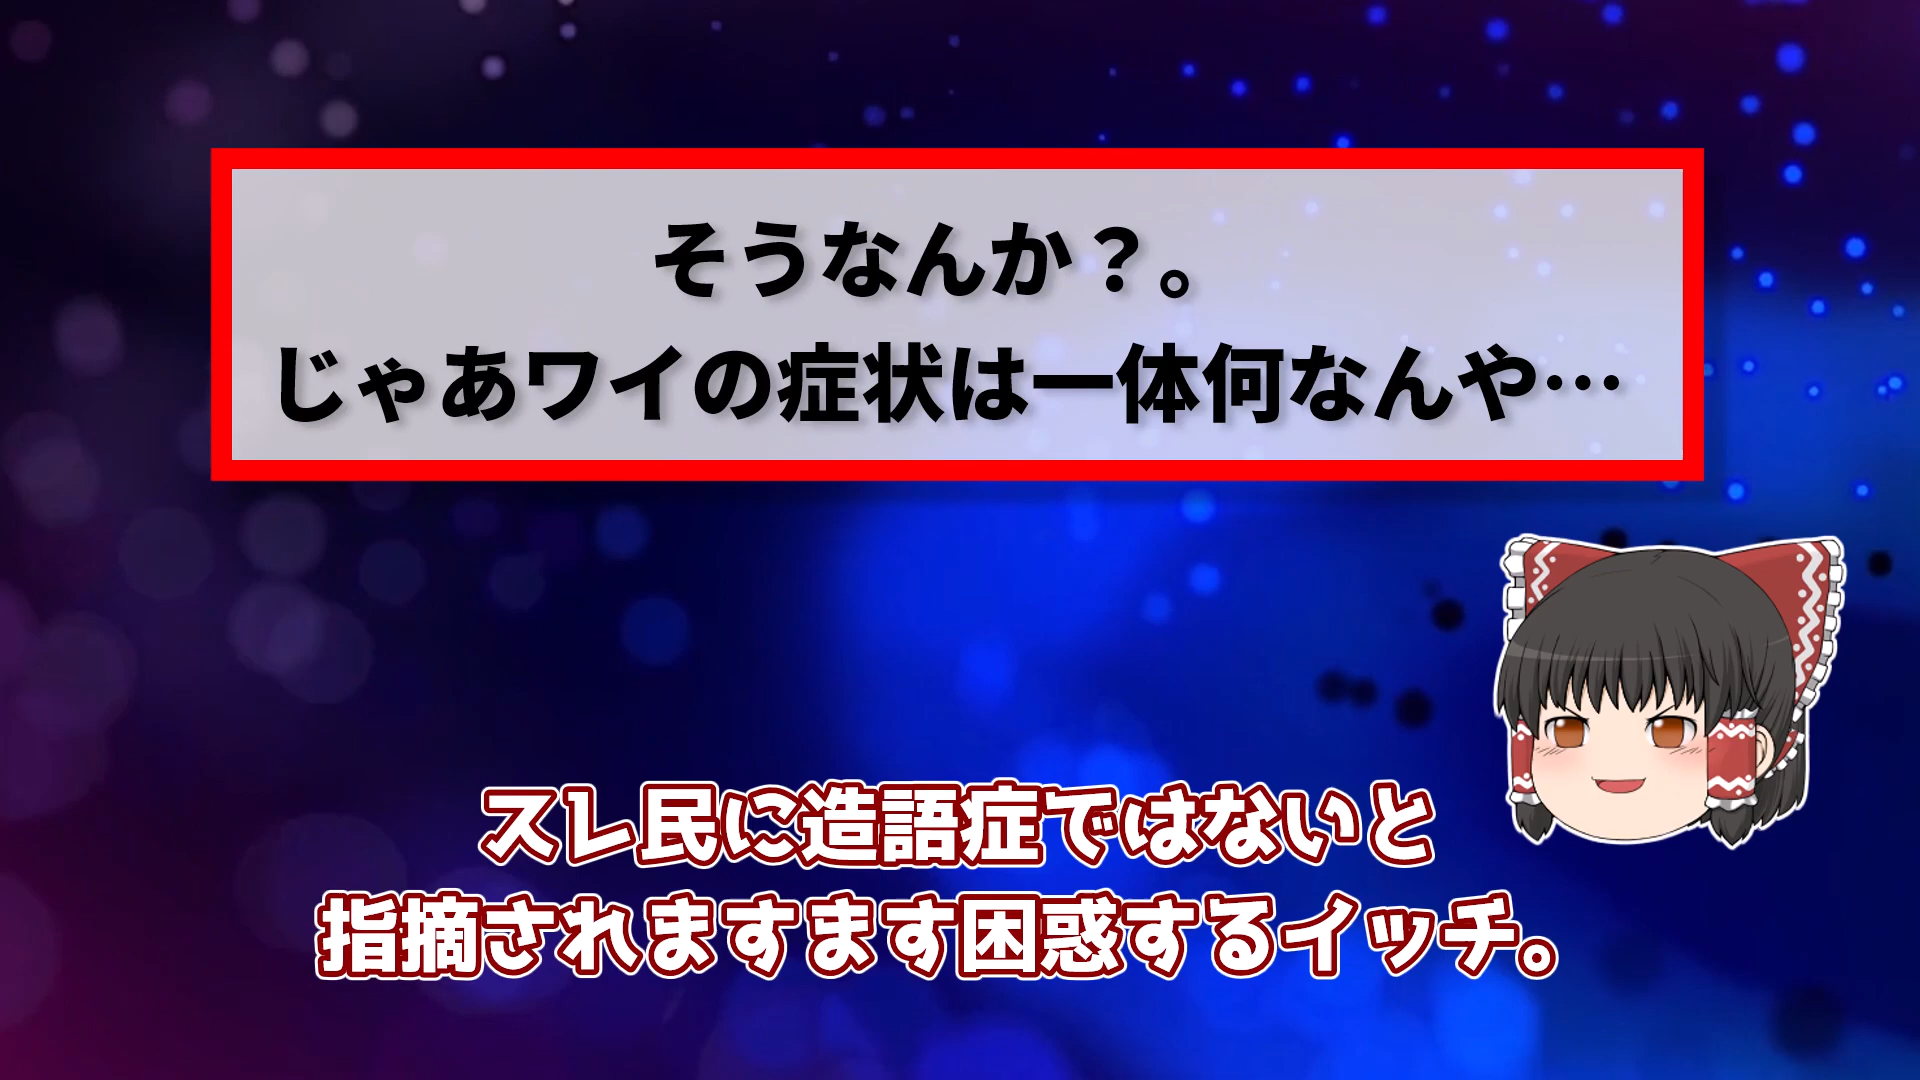 そうなんか？。
じゃあワイの症状は一体何なんや…
スレ民に造語症ではないと
指摘されますます困惑するイッチ。